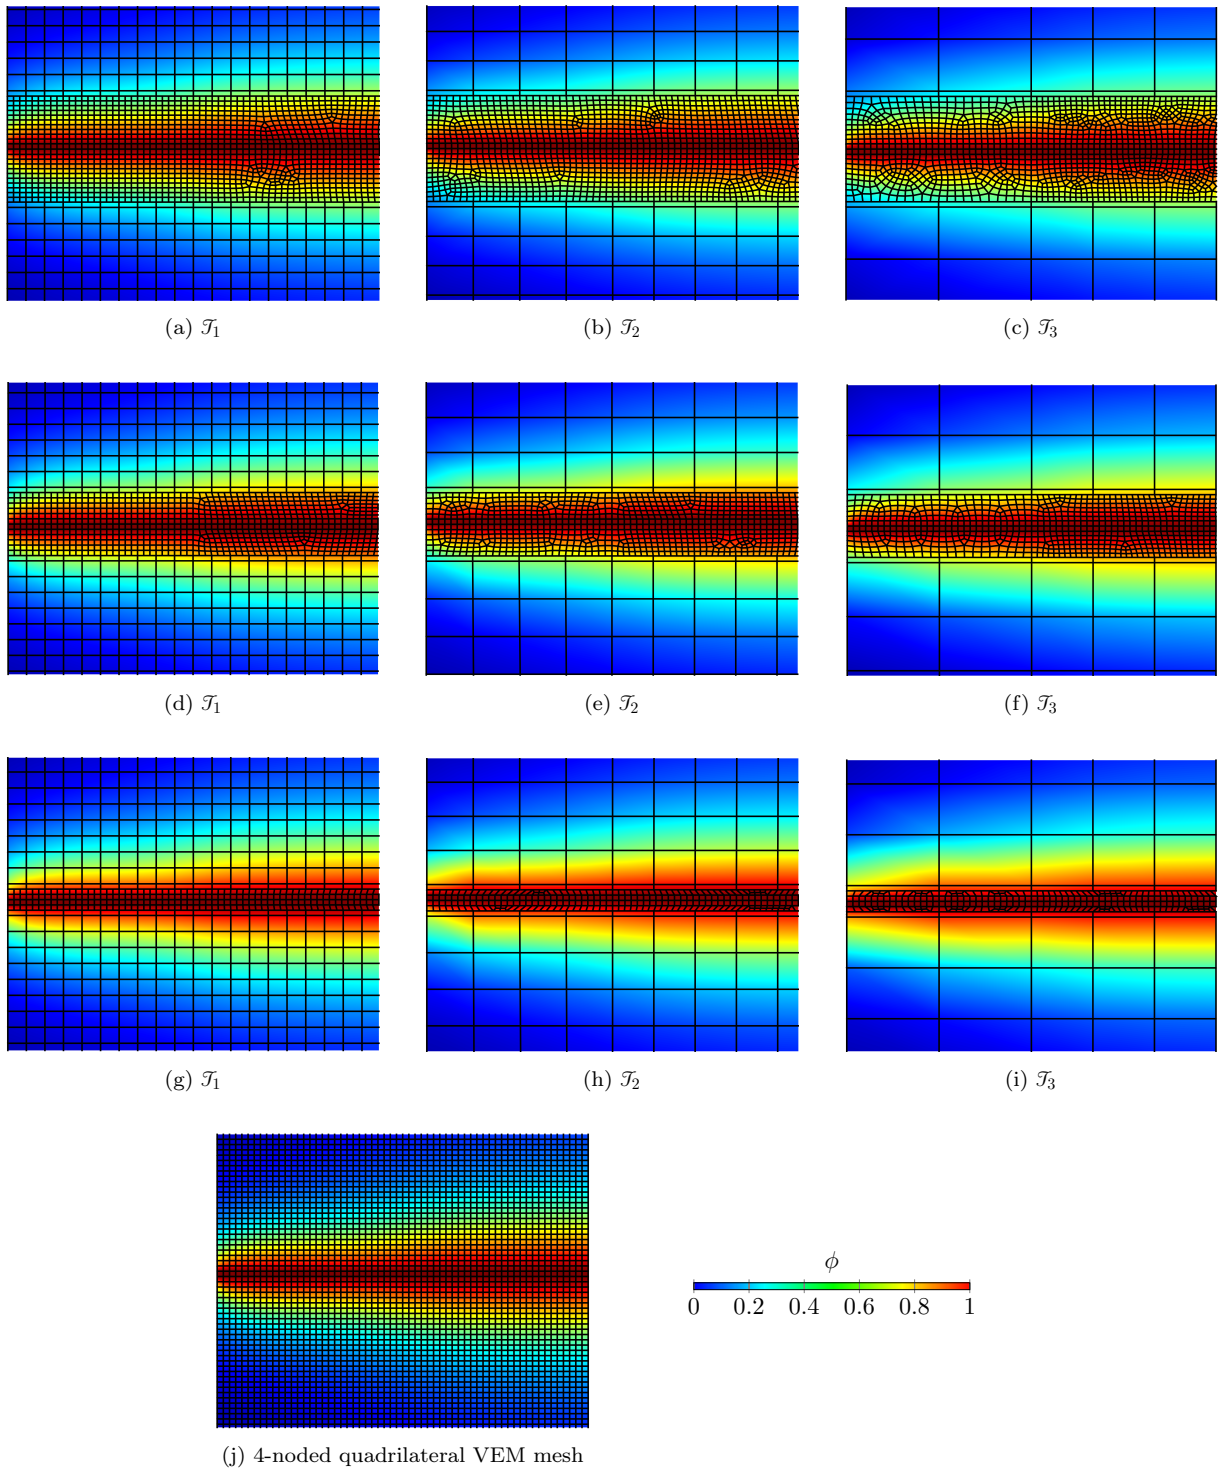 (a) 𝒯₁
(b) 𝒯₂
(c) 𝒯₃
(d) 𝒯₁
(e) 𝒯₂
(f) 𝒯₃
(g) 𝒯₁
(h) 𝒯₂
(i) 𝒯₃
ϕ
0 0.2 0.4 0.6 0.8 1
(j) 4-noded quadrilateral VEM mesh